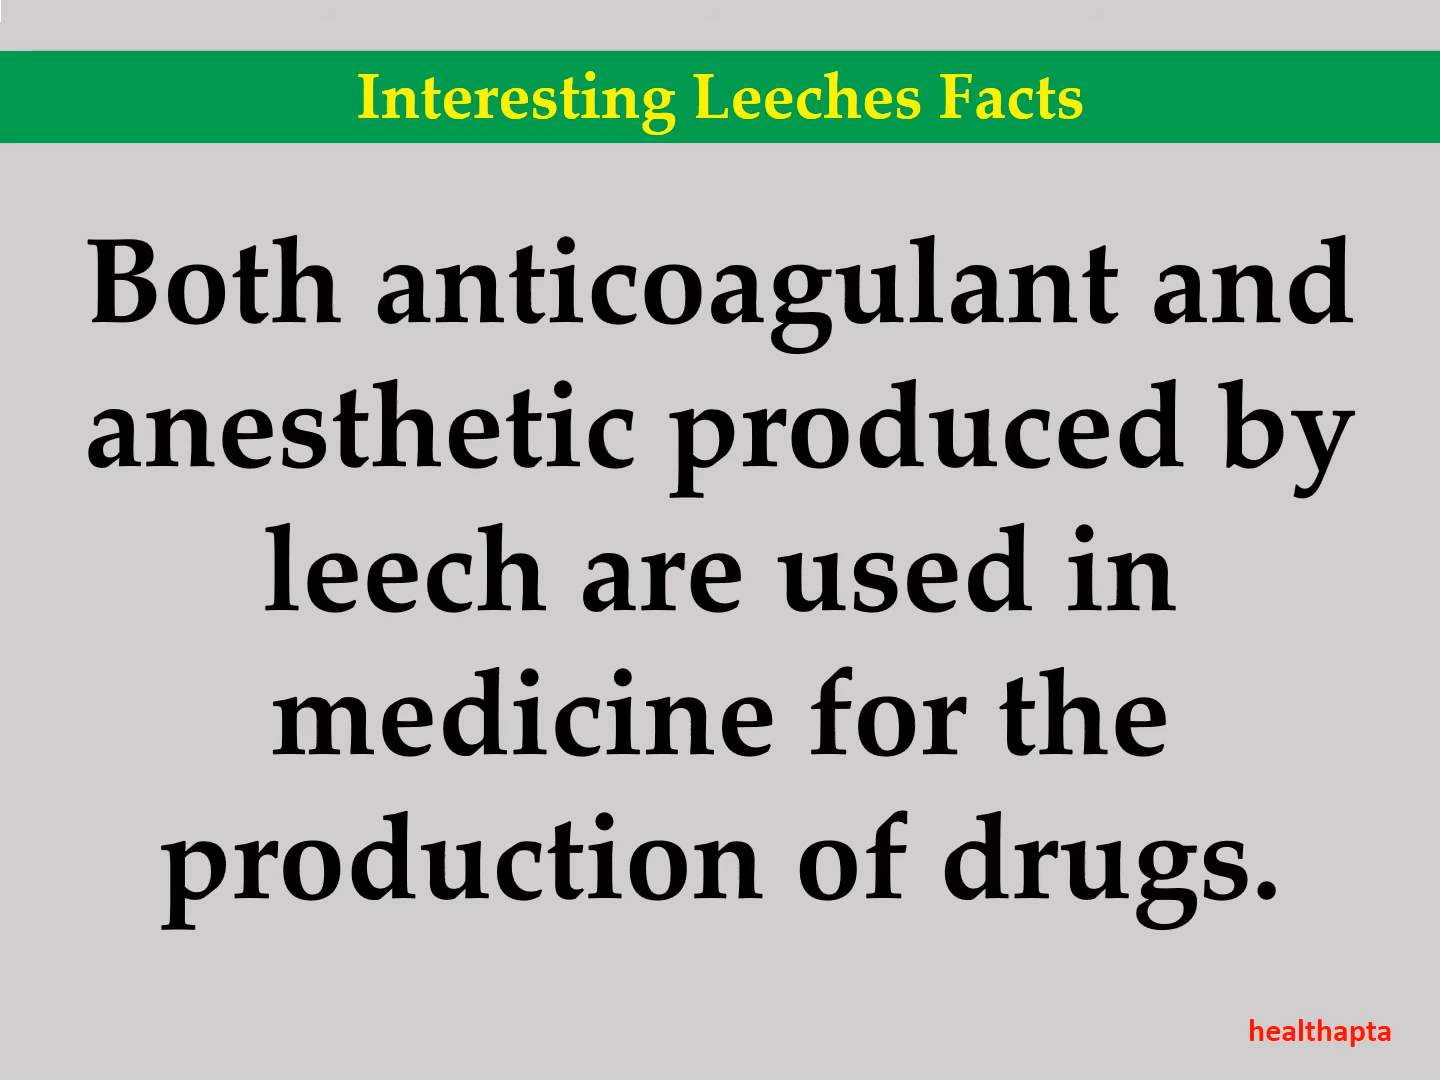 Interesting Leeches Facts
Both anticoagulant and
anesthetic produced by
leech are used in
medicine for the
production of drugs.
healthapta